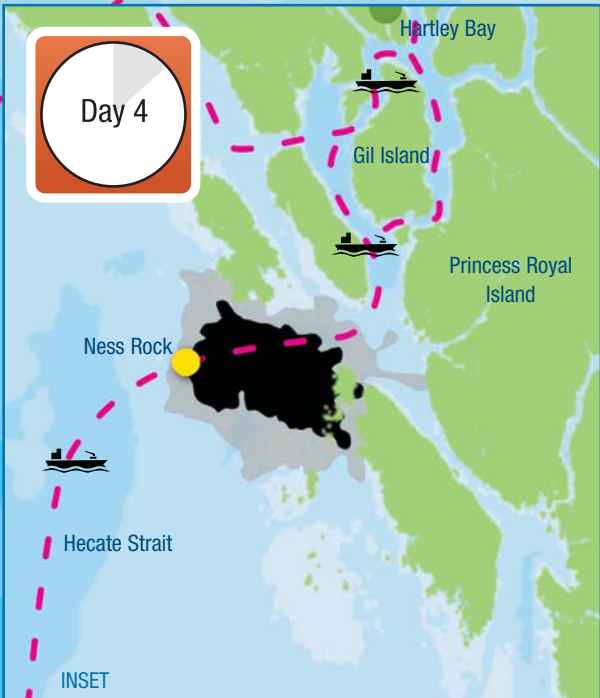 Hartley Bay
Day 4
Gil Island
Princess Royal
Island
Ness Rock
Hecate Strait
INSET